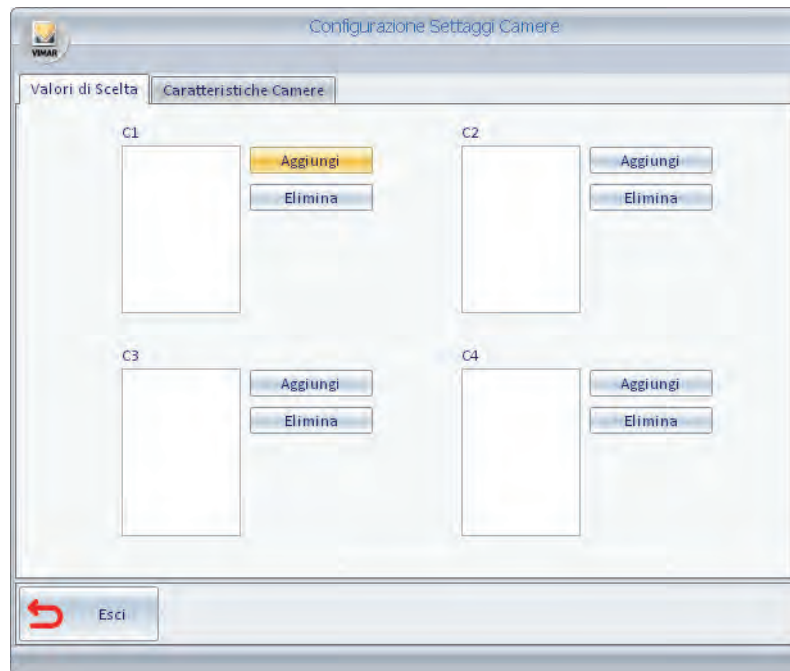 Configurazione Settaggi Camere
VIMAR
Valori di Scelta Caratteristiche Camere
C1 C2
Aggiungi Aggiungi
Elimina Elimina
C3 C4
Aggiungi Aggiungi
Elimina Elimina
Esci